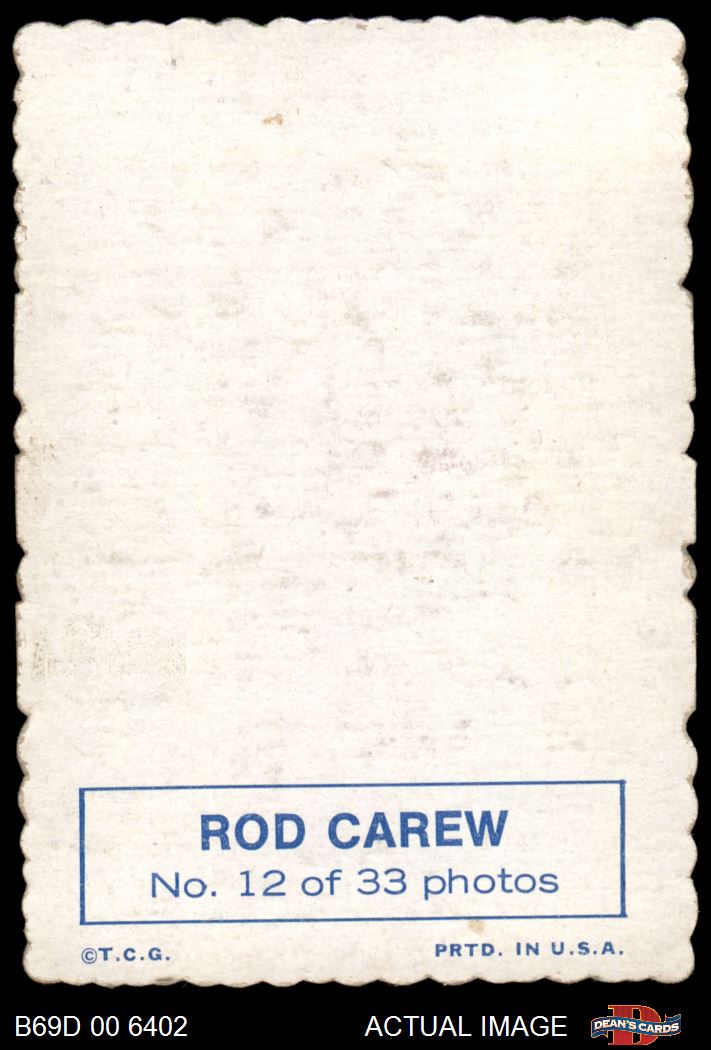 ROD CAREW
No. 12 of 33 photos
©T.C.G.
PRTD. IN U.S.A.
B69D 00 6402
ACTUAL IMAGE
D
DEAN'S CARDS